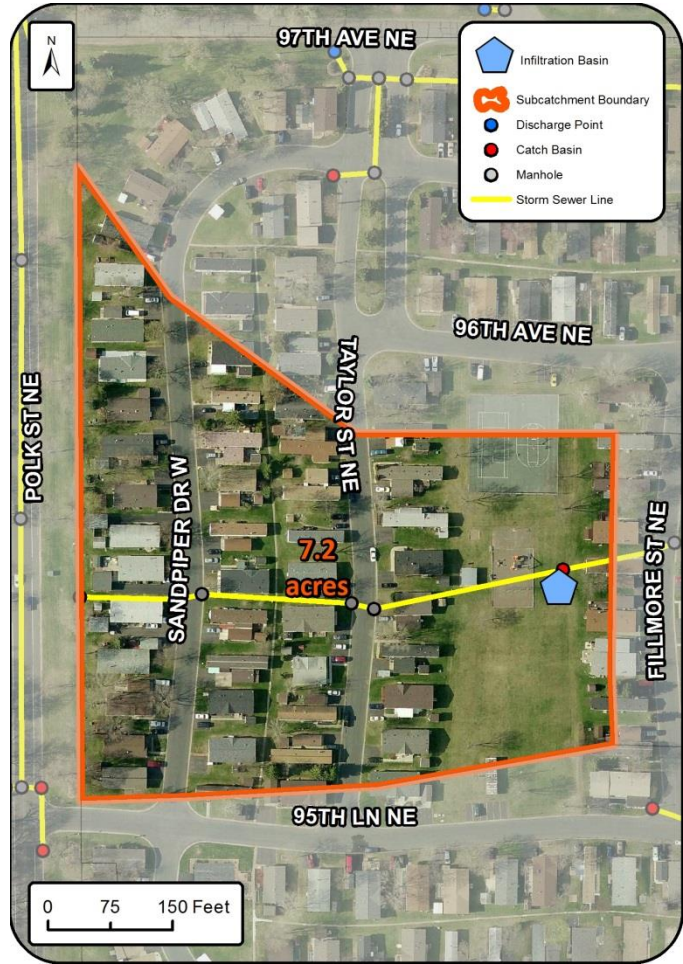 97TH AVE NE
N
Infiltration Basin
Subcatchment Boundary
Discharge Point
Catch Basin
Manhole
Storm Sewer Line
96TH AVE NE
TAYLOR ST NE
POLK ST NE
SANDPIPER DR W
7.2
acres
FILLMORE ST NE
95TH LN NE
0 75 150 Feet